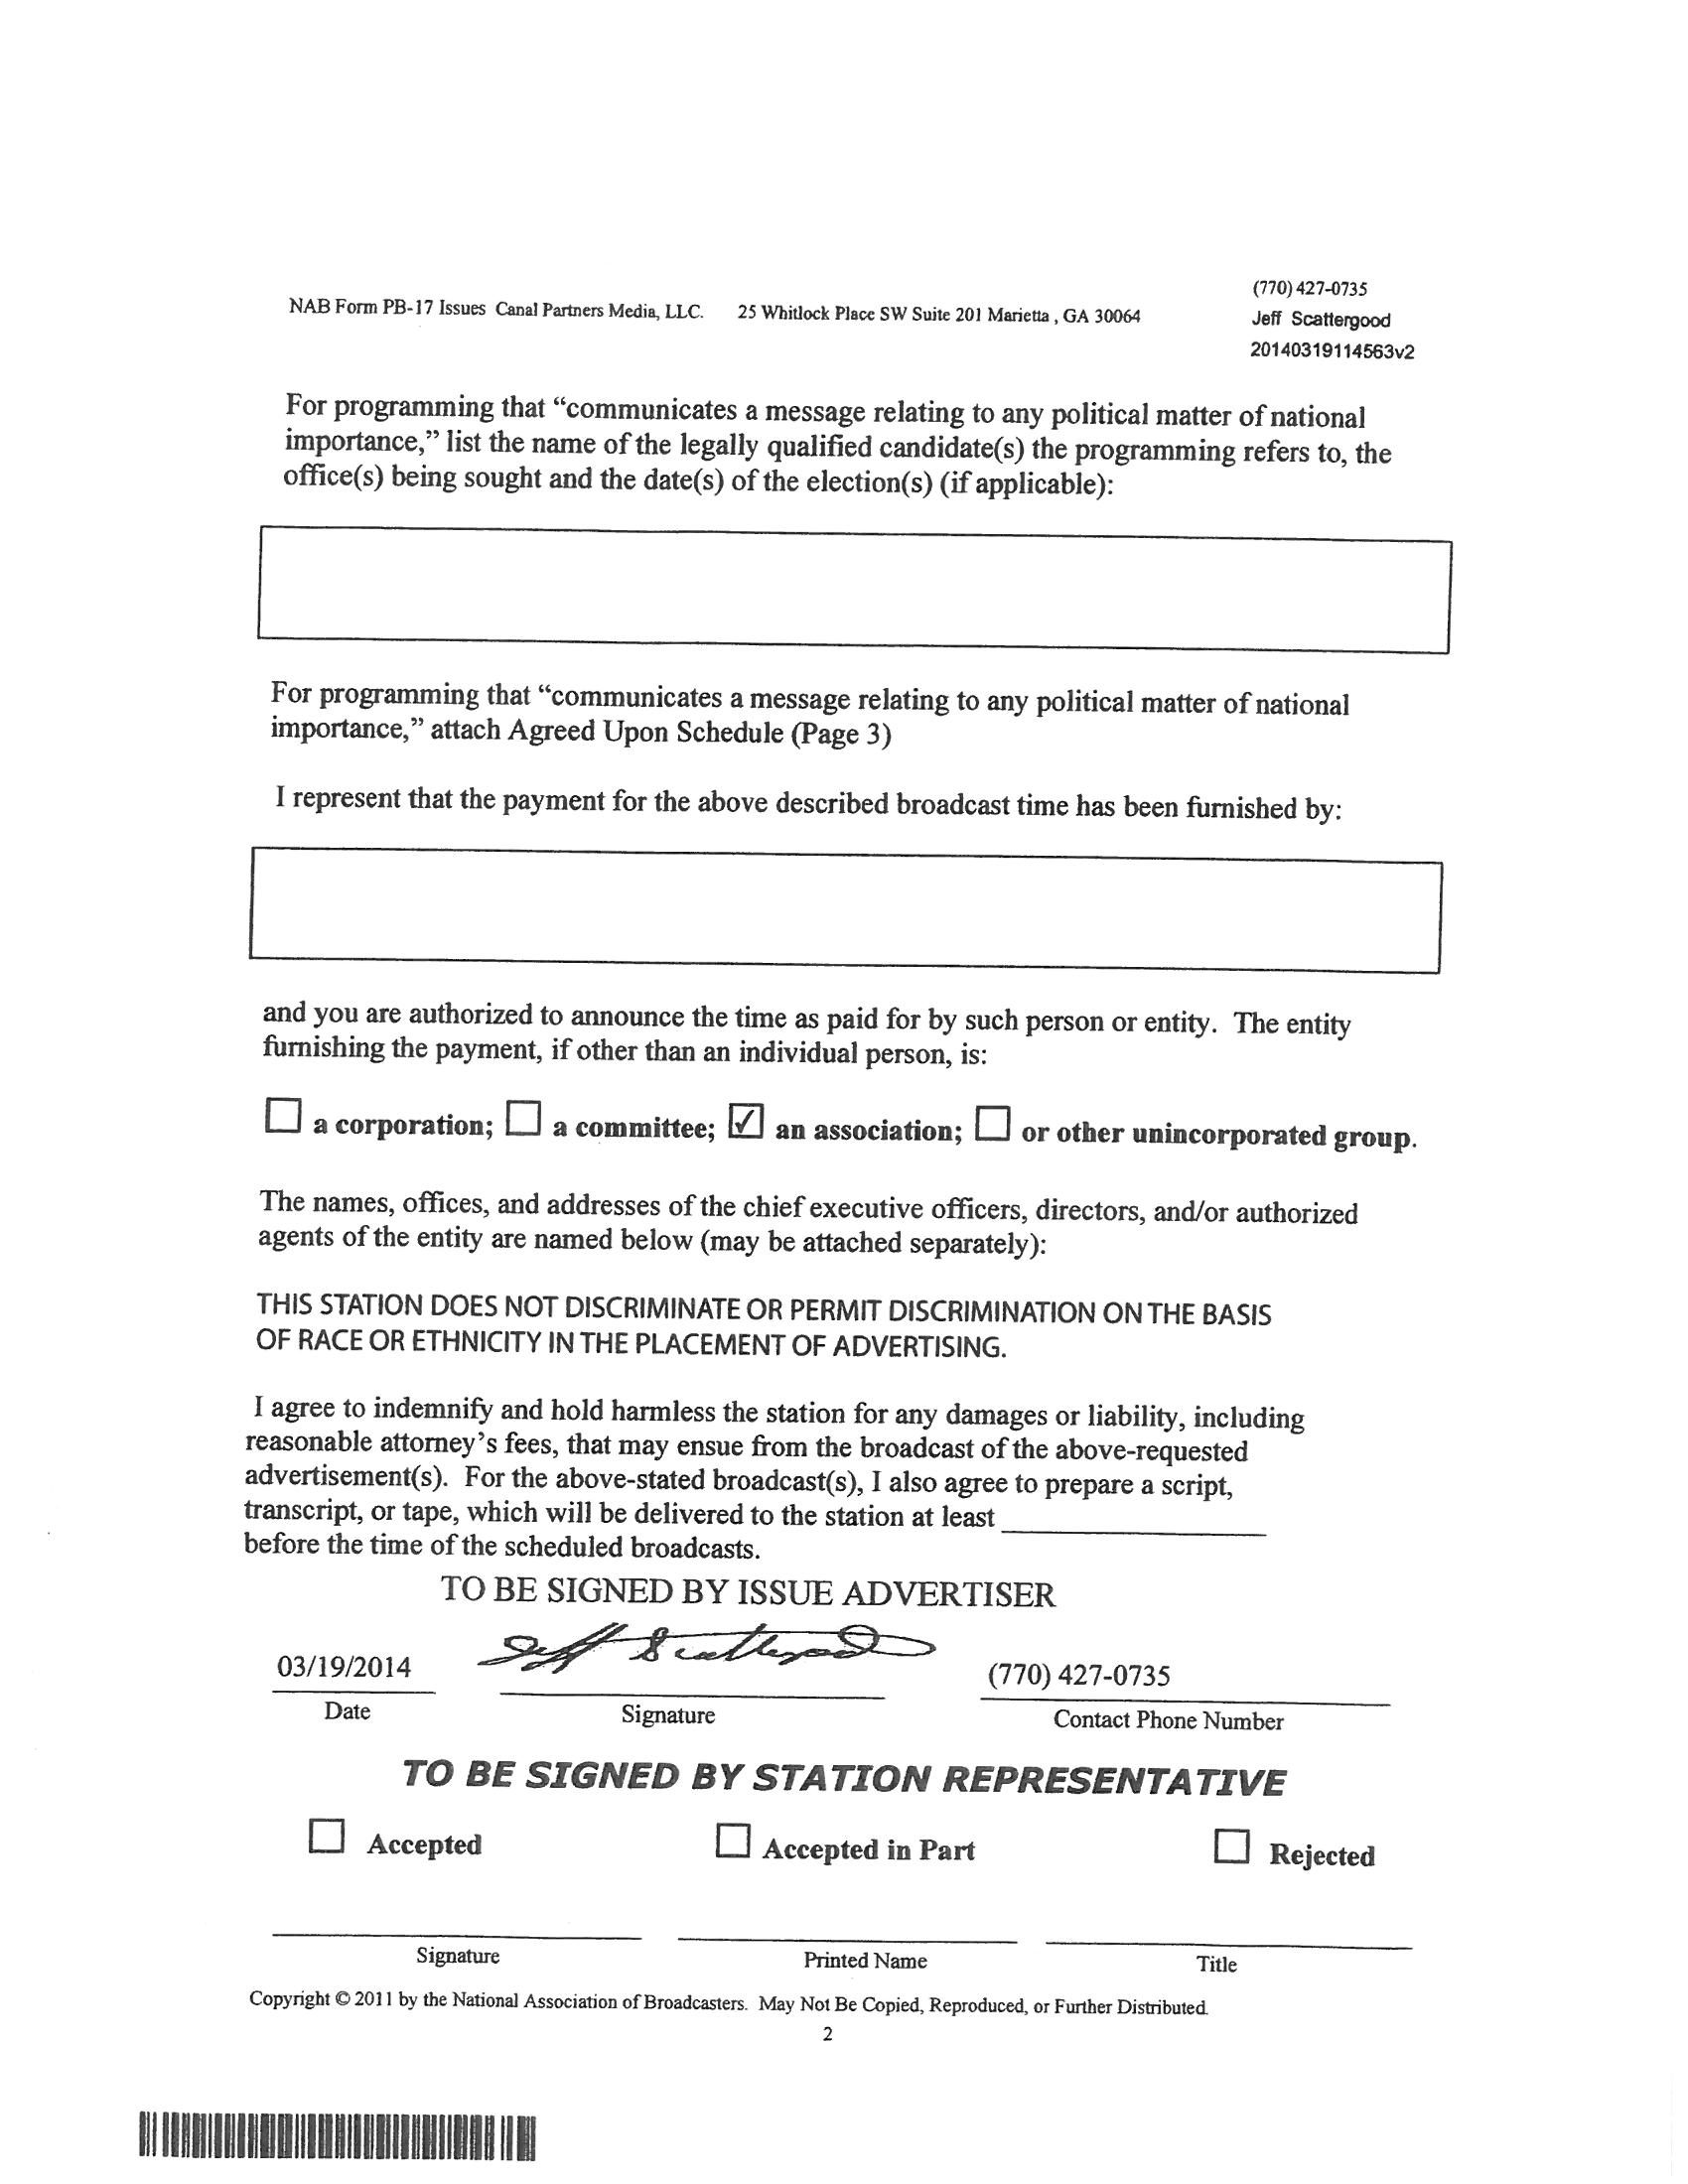 (770) 427-0735
NAB Form PB-17 Issues Canal Partners Media, LLC. 25 Whitlock Place SW Suite 201 Marietta , GA 30064
Jeff Scattergood
20140319114563v2
For programming that “communicates a message relating to any political matter of national
importance,” list the name of the legally qualified candidate(s) the programming refers to, the
office(s) being sought and the date(s) of the election(s) (if applicable):
For programming that “communicates a message relating to any political matter of national
importance,” attach Agreed Upon Schedule (Page 3)
I represent that the payment for the above described broadcast time has been furnished by:
and you are authorized to announce the time as paid for by such person or entity. The entity
furnishing the payment, if other than an individual person, is:
☐ a corporation; ☐ a committee; ☑ an association; ☐ or other unincorporated group.
The names, offices, and addresses of the chief executive officers, directors, and/or authorized
agents of the entity are named below (may be attached separately):
THIS STATION DOES NOT DISCRIMINATE OR PERMIT DISCRIMINATION ON THE BASIS
OF RACE OR ETHNICITY IN THE PLACEMENT OF ADVERTISING.
I agree to indemnify and hold harmless the station for any damages or liability, including
reasonable attorney’s fees, that may ensue from the broadcast of the above-requested
advertisement(s). For the above-stated broadcast(s), I also agree to prepare a script,
transcript, or tape, which will be delivered to the station at least
before the time of the scheduled broadcasts.
TO BE SIGNED BY ISSUE ADVERTISER
03/19/2014 Jeff Scattergood (770) 427-0735
Date Signature Contact Phone Number
TO BE SIGNED BY STATION REPRESENTATIVE
☐ Accepted ☐ Accepted in Part ☐ Rejected
Signature Printed Name Title
Copyright © 2011 by the National Association of Broadcasters. May Not Be Copied, Reproduced, or Further Distributed.
2